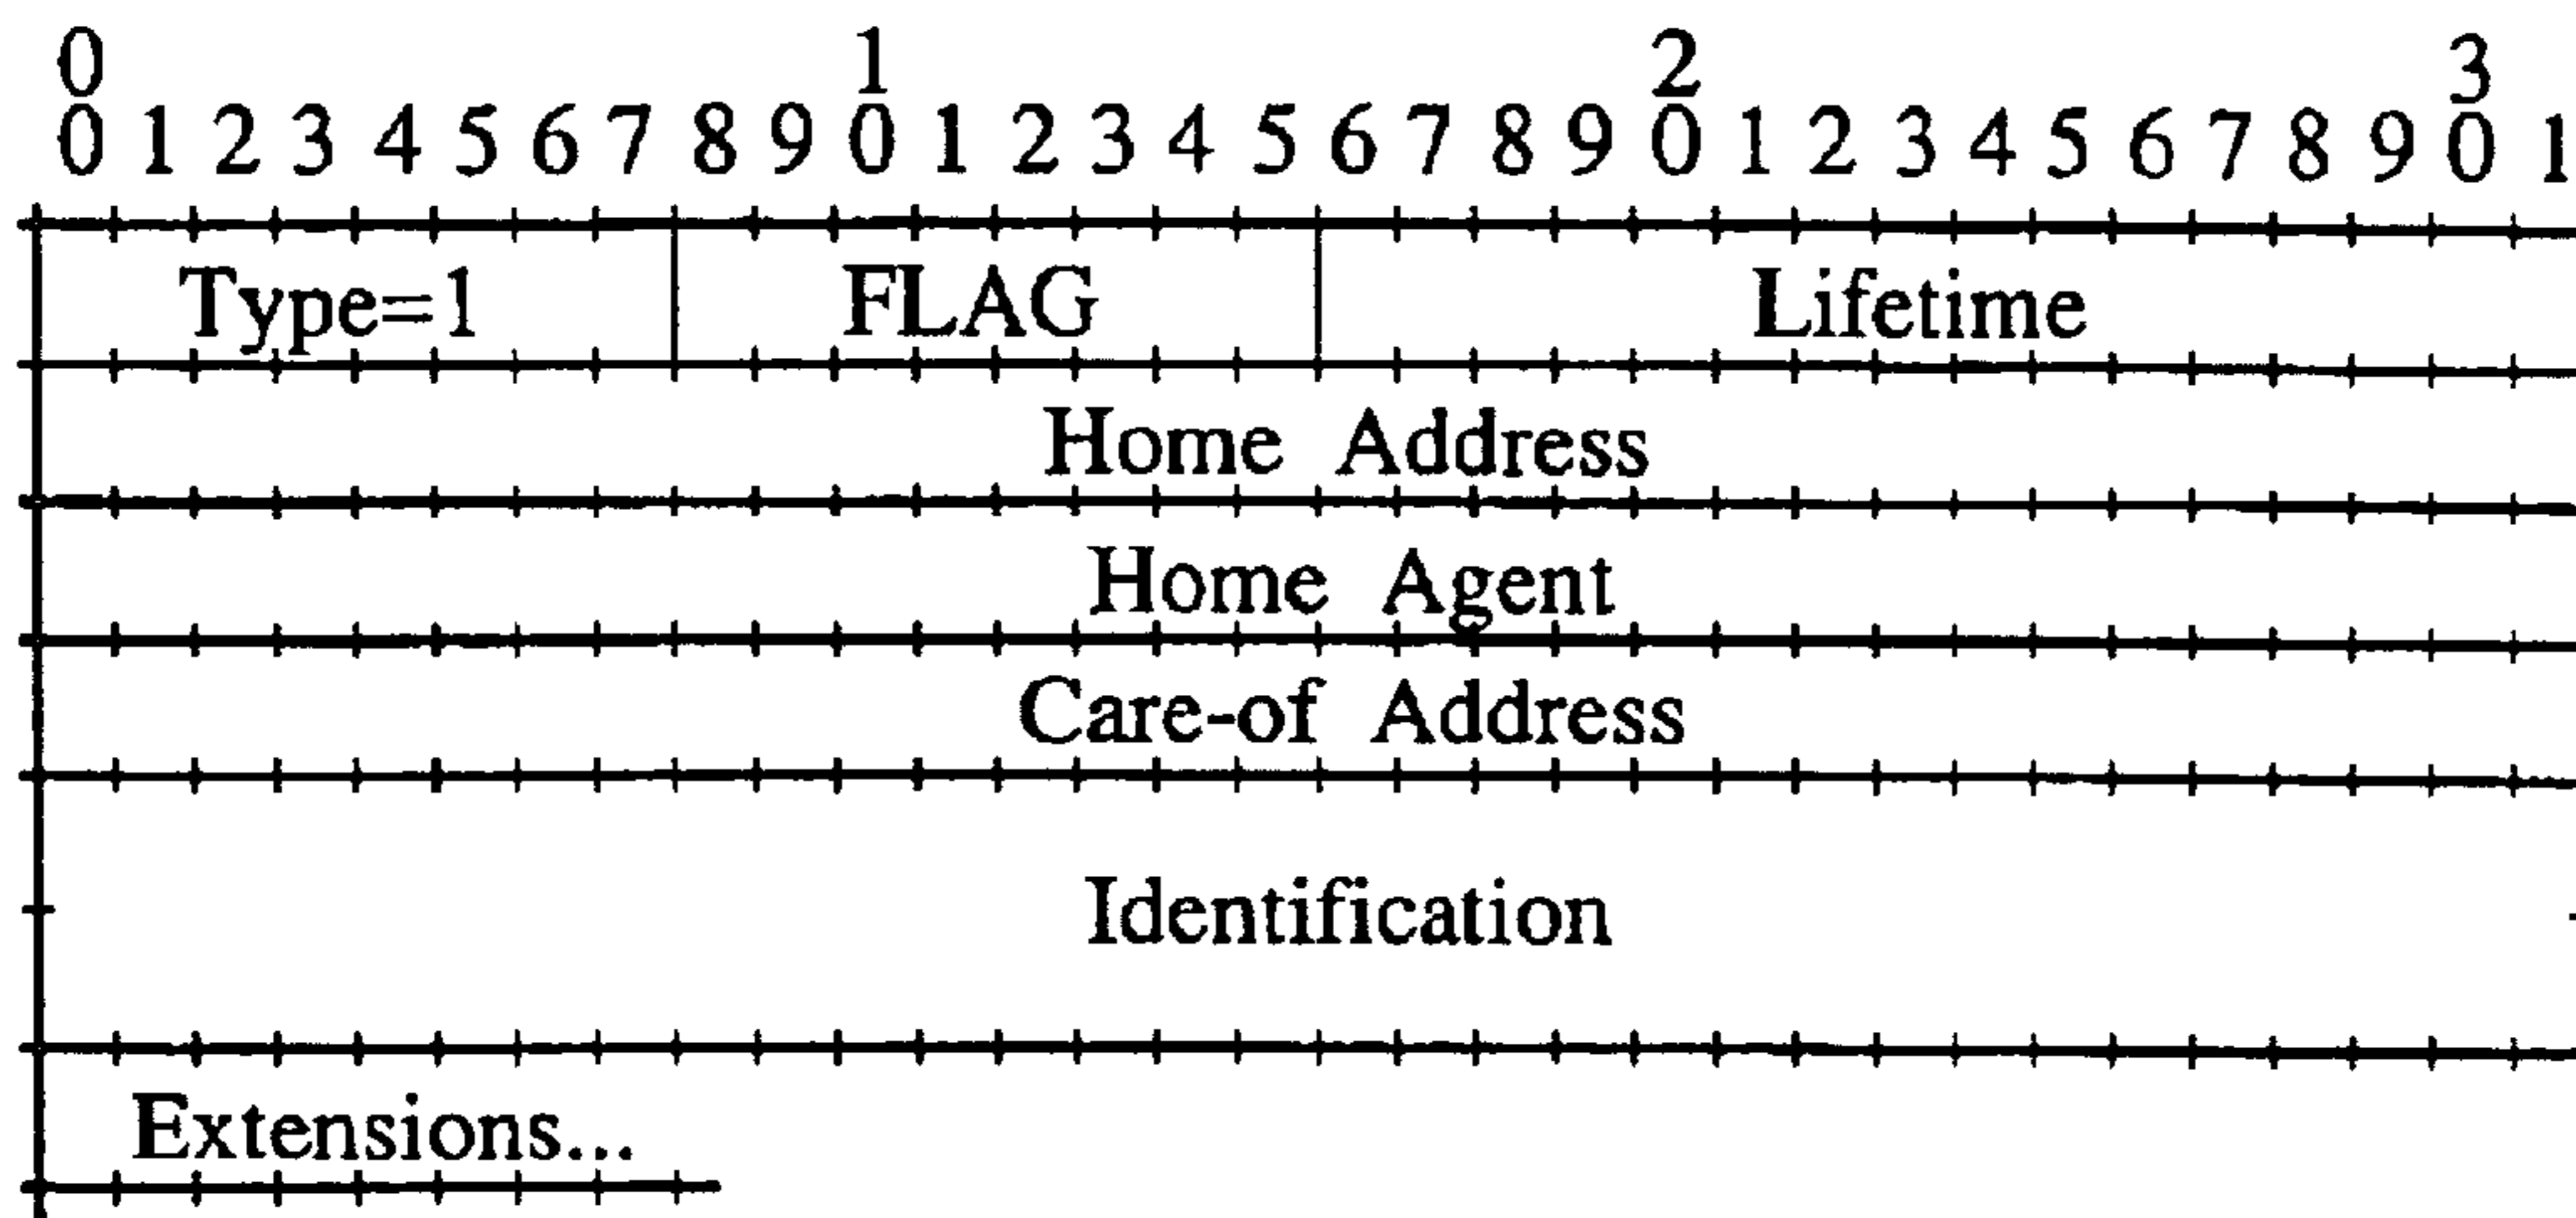 0 1 2 3
0 1 2 3 4 5 6 7 8 9 0 1 2 3 4 5 6 7 8 9 0 1 2 3 4 5 6 7 8 9 0 1
Type=1 FLAG Lifetime
Home Address
Home Agent
Care-of Address
Identification
Extensions...